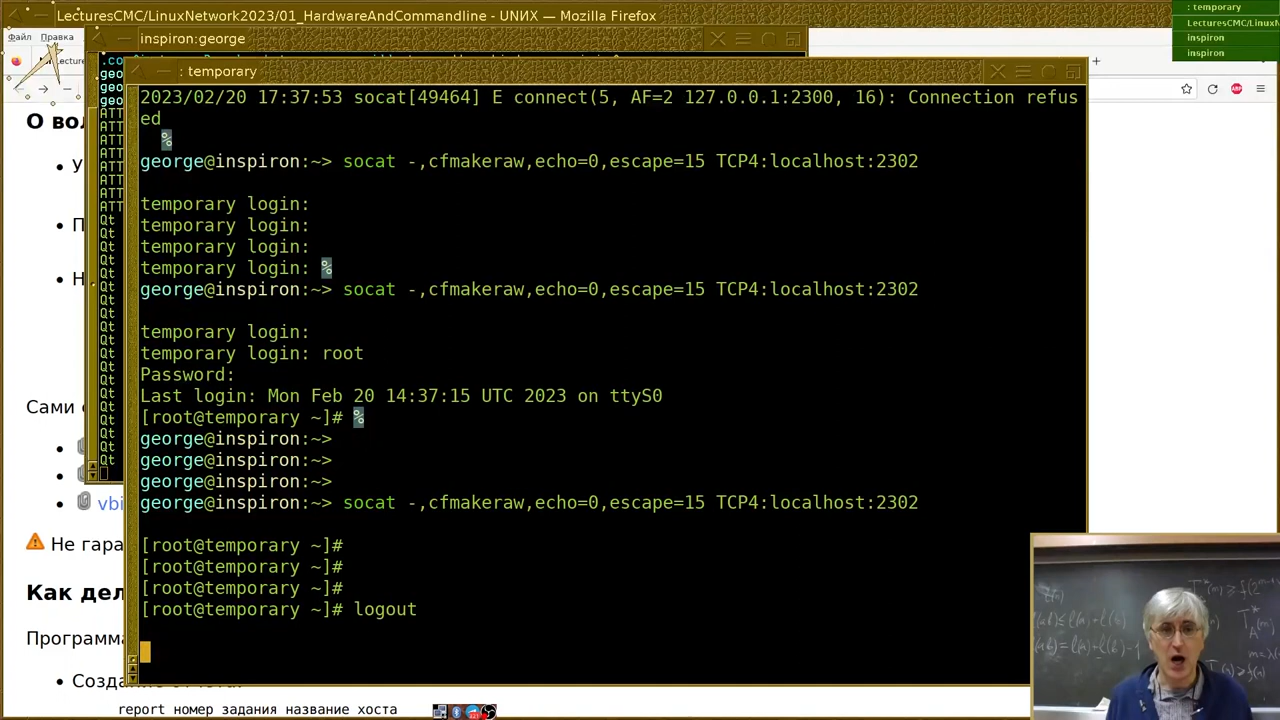 LecturesCMC/LinuxNetwork2023/01_HardwareAndCommandline - UNИX — Mozilla Firefox
: temporary
LecturesCMC/Linux
inspiron
inspiron
Файл Правка
inspiron:george
: temporary
2023/02/20 17:37:53 socat[49464] E connect(5, AF=2 127.0.0.1:2300, 16): Connection refus
ed
%
george@inspiron:~> socat -,cfmakeraw,echo=0,escape=15 TCP4:localhost:2302
temporary login:
temporary login:
temporary login:
temporary login: %
george@inspiron:~> socat -,cfmakeraw,echo=0,escape=15 TCP4:localhost:2302
temporary login:
temporary login: root
Password:
Last login: Mon Feb 20 14:37:15 UTC 2023 on ttyS0
[root@temporary ~]# %
george@inspiron:~>
george@inspiron:~>
george@inspiron:~>
george@inspiron:~> socat -,cfmakeraw,echo=0,escape=15 TCP4:localhost:2302
[root@temporary ~]#
[root@temporary ~]#
[root@temporary ~]#
[root@temporary ~]# logout
О во
Сами
vbi
Не гара
Как дел
Программа
report номер задания название хоста